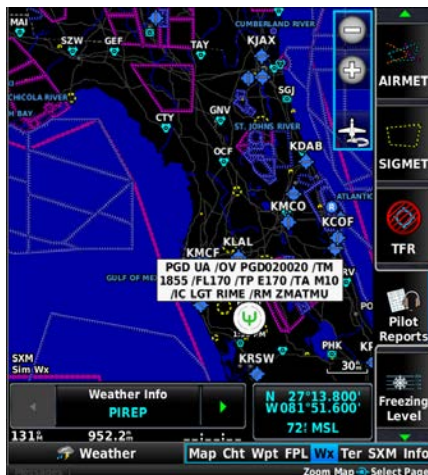 MAI
CUMBERLAND RIVER
SZW
GEF
TAY
KJAX
AIRMET
SGJ
CHICOLA RIVER
M BAY
GNV
CTY
ST. JOHNS RIVER
OCF
KDAB
SIGMET
ATLANTIC
KMCO
KCOF
TFR
KLAL
KMCF
PGD UA /OV PGD020020 /TM
1855 /FL170 /TP E170 /TA M10
/IC LGT RIME /RM ZMATMU
RV
GULF OF ME
Pilot
Reports
PHK
KRSW
SXM
Sim Wx
30
Freezing
Level
Weather Info
PIREP
N 27°13.800'
W081°51.600'
72' MSL
131
952.2
Weather
Map Cht Wpt FPL Wx Ter SXM Info
Messages
Zoom Map Select Page